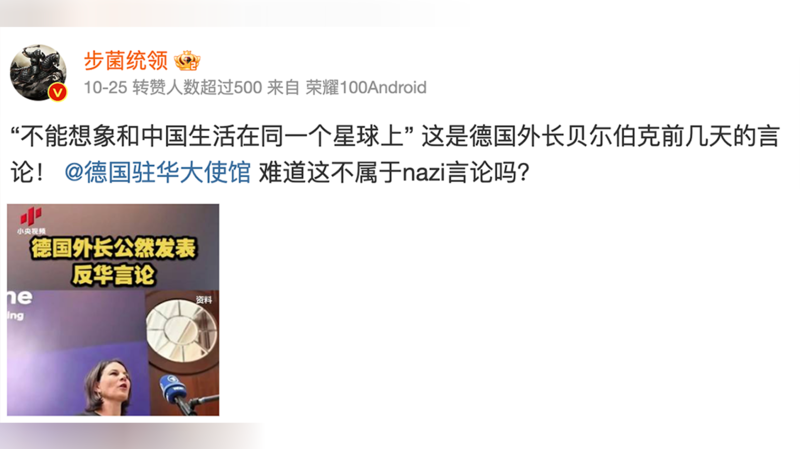 步菌统领
10-25 转赞人数超过500 来自 荣耀100Android
“不能想象和中国生活在同一个星球上” 这是德国外长贝尔伯克前几天的言
论！ @德国驻华大使馆 难道这不属于nazi言论吗？
小央视频
德国外长公然发表
反华言论
资料
ne
ing